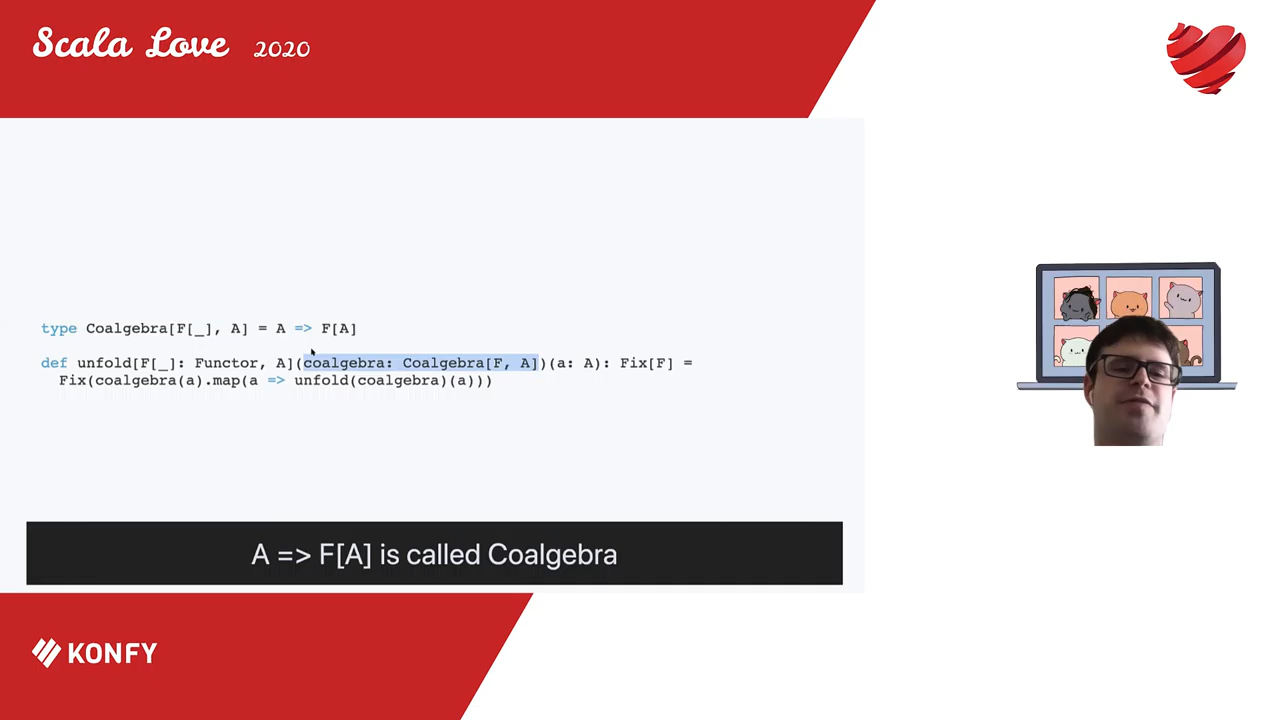 Scala Love 2020
type Coalgebra[F[_], A] = A => F[A]
def unfold[F[_]: Functor, A](coalgebra: Coalgebra[F, A])(a: A): Fix[F] =
Fix(coalgebra(a).map(a => unfold(coalgebra)(a)))
A => F[A] is called Coalgebra
KONFY